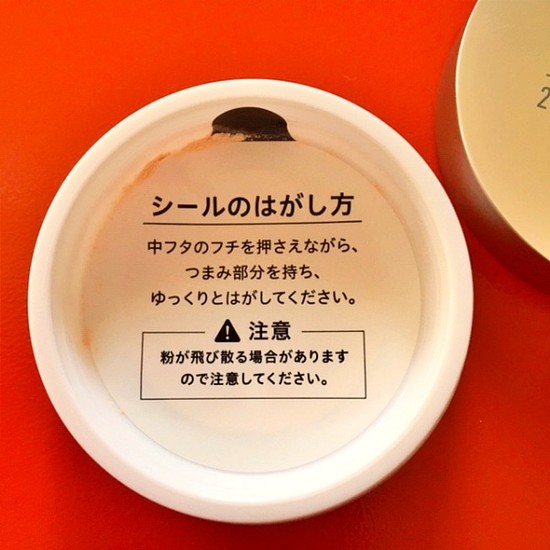 シールのはがし方
中フタのフチを押さえながら、
つまみ部分を持ち、
ゆっくりとはがしてください。
注意
粉が飛び散る場合があります
ので注意してください。
2